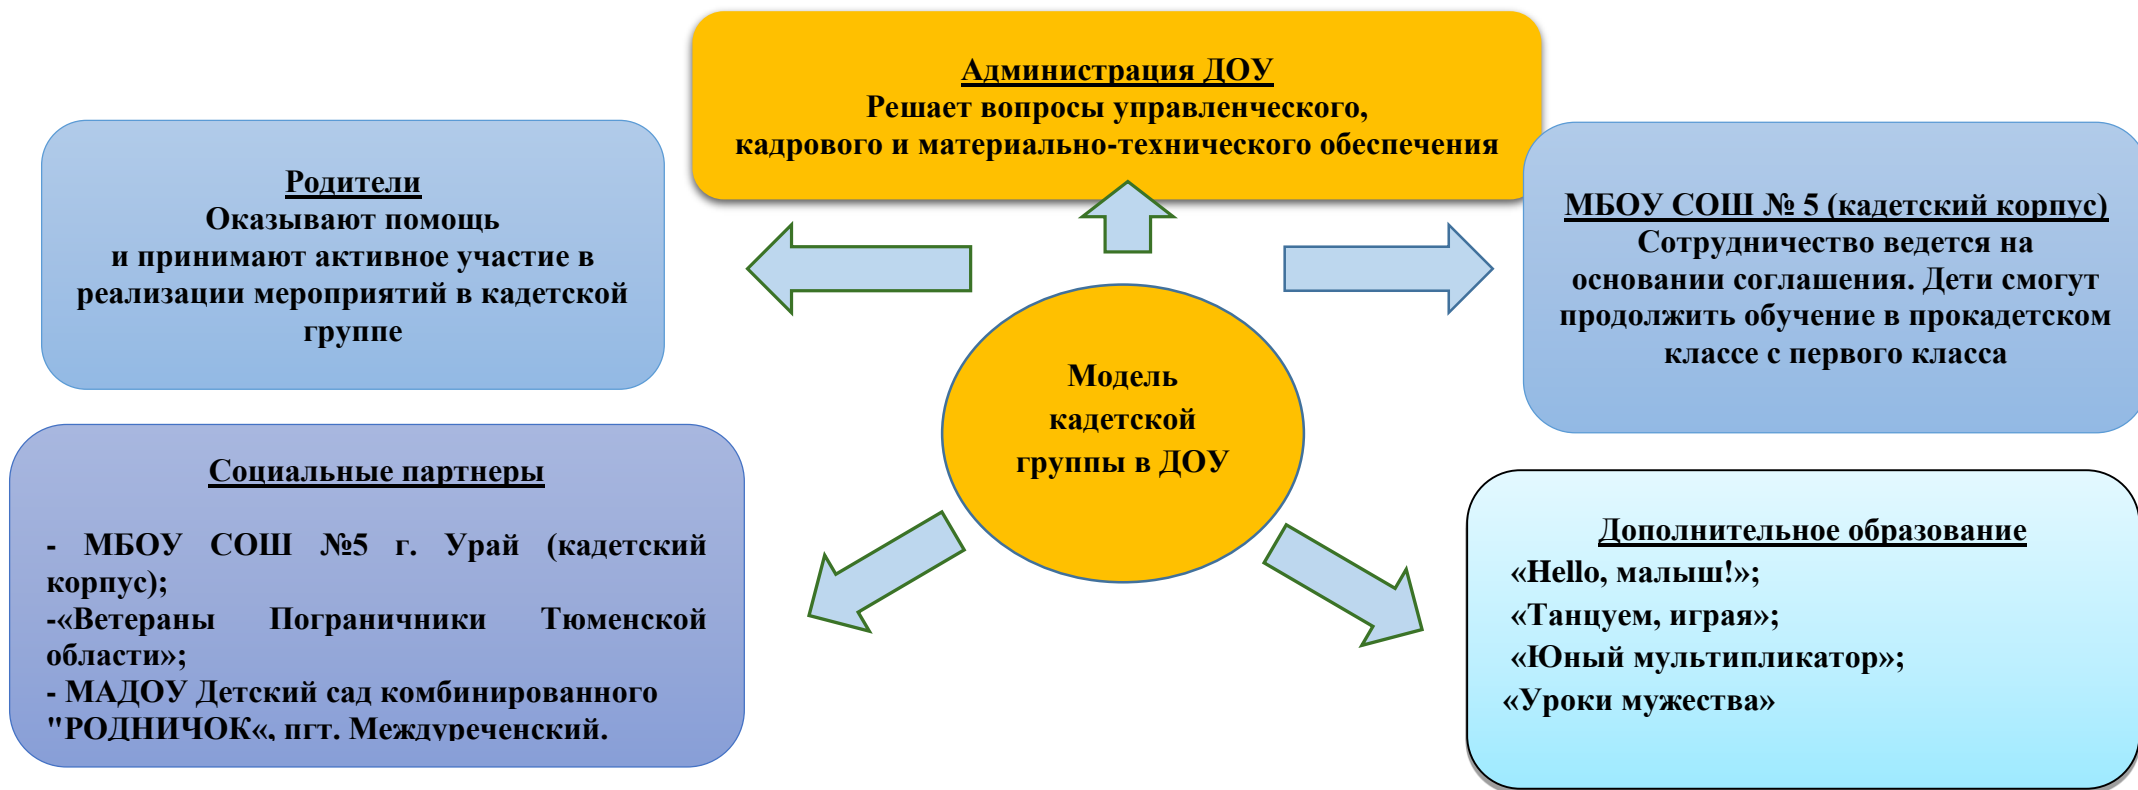 Администрация ДОУ
Решает вопросы управленческого,
кадрового и материально-технического обеспечения
Родители
Оказывают помощь
и принимают активное участие в
реализации мероприятий в кадетской
группе
МБОУ СОШ № 5 (кадетский корпус)
Сотрудничество ведется на
основании соглашения. Дети смогут
продолжить обучение в прокадетском
классе с первого класса
Модель
кадетской
группы в ДОУ
Социальные партнеры
- МБОУ СОШ №5 г. Урай (кадетский
корпус);
-«Ветераны Пограничники Тюменской
области»;
- МАДОУ Детский сад комбинированного
"РОДНИЧОК«, пгт. Междуреченский.
Дополнительное образование
«Hello, малыш!»;
«Танцуем, играя»;
«Юный мультипликатор»;
«Уроки мужества»